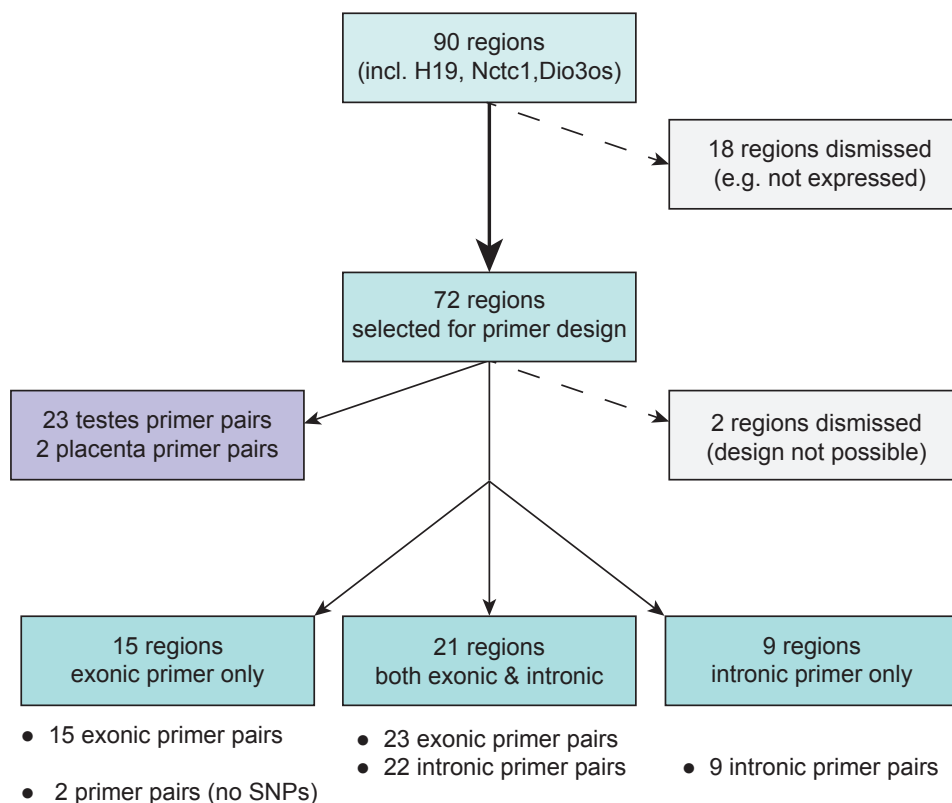 90 regions
(incl. H19, Nctc1,Dio3os)
18 regions dismissed
(e.g. not expressed)
72 regions
selected for primer design
23 testes primer pairs
2 placenta primer pairs
2 regions dismissed
(design not possible)
15 regions
exonic primer only
21 regions
both exonic & intronic
9 regions
intronic primer only
● 15 exonic primer pairs
● 2 primer pairs (no SNPs)
● 23 exonic primer pairs
● 22 intronic primer pairs
● 9 intronic primer pairs